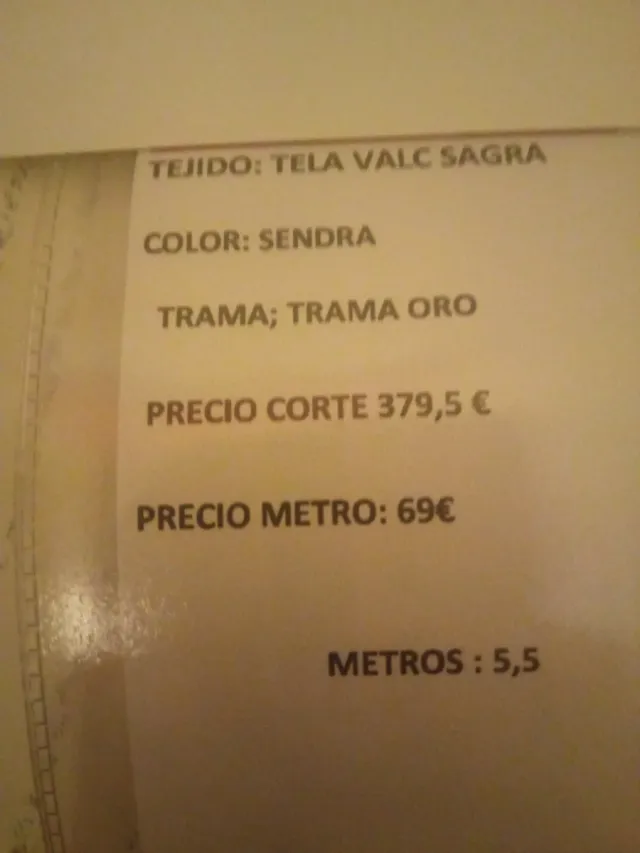 TEJIDO: TELA VALC SAGRA
COLOR: SENDRA
TRAMA; TRAMA ORO
PRECIO CORTE 379,5 €
PRECIO METRO: 69€
METROS : 5,5